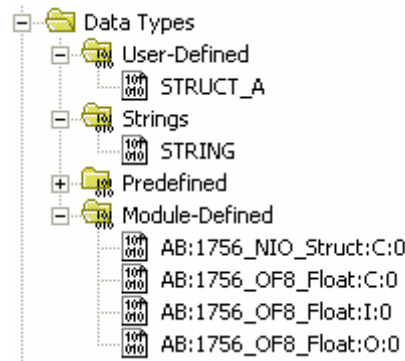 Data Types
User-Defined
STRUCT_A
Strings
STRING
Predefined
Module-Defined
AB:1756_NIO_Struct:C:0
AB:1756_OF8_Float:C:0
AB:1756_OF8_Float:I:0
AB:1756_OF8_Float:O:0